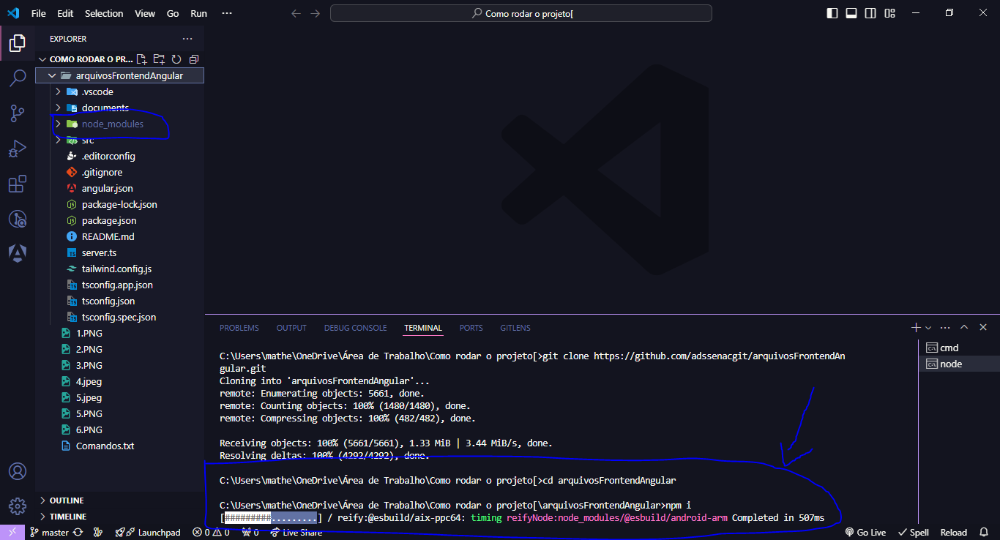 File Edit Selection View Go Run ···
Como rodar o projeto[
EXPLORER
COMO RODAR O PR...
arquivosFrontendAngular
.vscode
documents
node_modules
src
.editorconfig
.gitignore
angular.json
package-lock.json
package.json
README.md
server.ts
tailwind.config.js
tsconfig.app.json
tsconfig.json
tsconfig.spec.json
1.PNG
2.PNG
3.PNG
4.jpeg
5.jpeg
5.PNG
6.PNG
Comandos.txt
OUTLINE
TIMELINE
PROBLEMS OUTPUT DEBUG CONSOLE TERMINAL PORTS GITLENS
C:\Users\mathe\OneDrive\Área de Trabalho\Como rodar o projeto[>git clone https://github.com/adssenacgit/arquivosFrontendAn
gular.git
Cloning into 'arquivosFrontendAngular'...
remote: Enumerating objects: 5661, done.
remote: Counting objects: 100% (1480/1480), done.
remote: Compressing objects: 100% (482/482), done.
Receiving objects: 100% (5661/5661), 1.33 MiB | 3.44 MiB/s, done.
Resolving deltas: 100% (4292/4292), done.
C:\Users\mathe\OneDrive\Área de Trabalho\Como rodar o projeto[>cd arquivosFrontendAngular
C:\Users\mathe\OneDrive\Área de Trabalho\Como rodar o projeto[\arquivosFrontendAngular>npm i
[#########.........] / reify:@esbuild/aix-ppc64: timing reifyNode:node_modules/@esbuild/android-arm Completed in 507ms
cmd
node
master Launchpad 0 0 0 Live Share Go Live Spell Reload